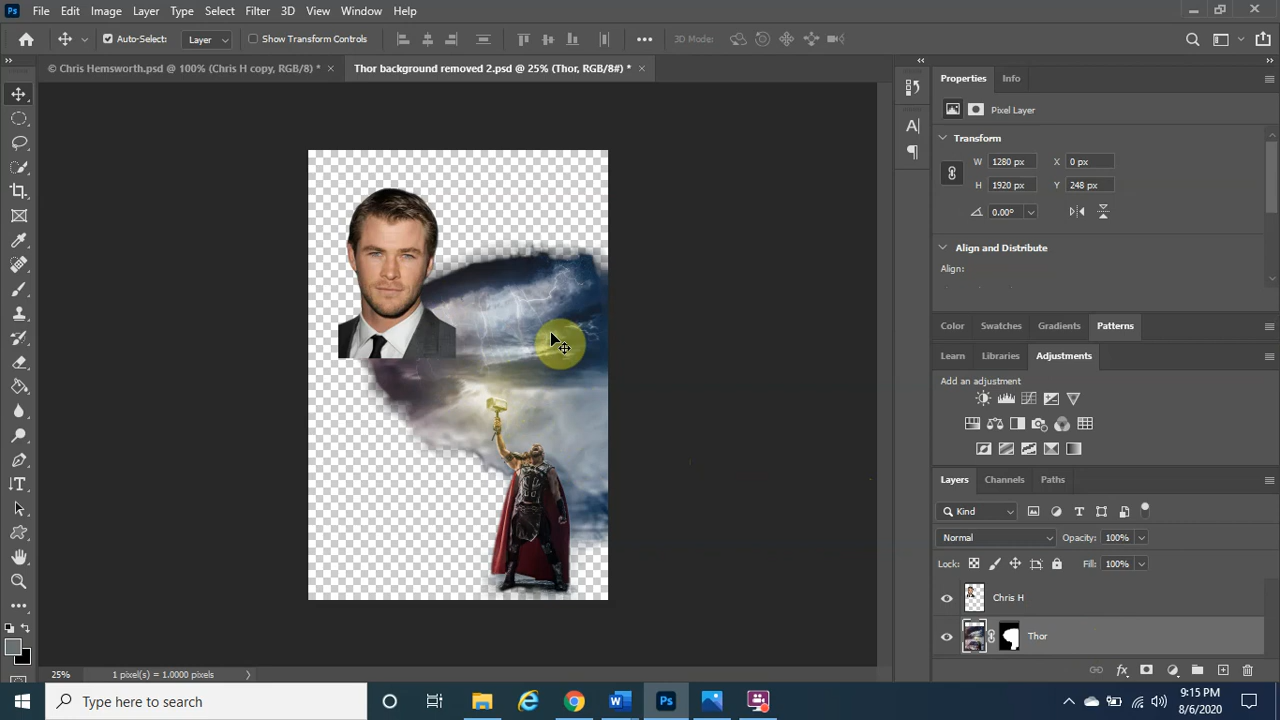 Ps File Edit Image Layer Type Select Filter 3D View Window Help
Auto-Select: Layer Show Transform Controls 3D Mode:
© Chris Hemsworth.psd @ 100% (Chris H copy, RGB/8) * × Thor background removed 2.psd @ 25% (Thor, RGB/8#) * ×
Properties Info
Pixel Layer
Transform
W 1280 px X 0 px
H 1920 px Y 248 px
0.00°
Align and Distribute
Align:
Color Swatches Gradients Patterns
Learn Libraries Adjustments
Add an adjustment
Layers Channels Paths
Kind
Normal Opacity: 100%
Lock: Fill: 100%
Chris H
Thor
25% 1 pixel(s) = 1.0000 pixels
Type here to search
9:15 PM
8/6/2020